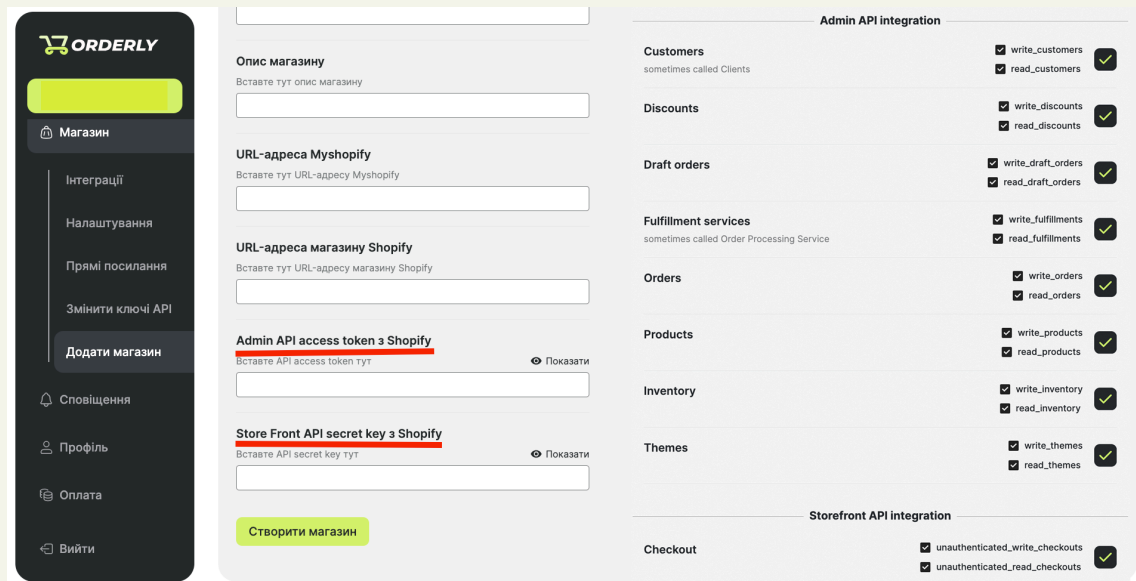 ORDERLY
Магазин
Інтеграції
Налаштування
Прямі посилання
Змінити ключі API
Додати магазин
Сповіщення
Профіль
Оплата
Вийти
Опис магазину
Вставте тут опис магазину
URL-адреса Myshopify
Вставте тут URL-адресу Myshopify
URL-адреса магазину Shopify
Вставте тут URL-адресу магазину Shopify
Admin API access token з Shopify
Вставте API access token тут
Показати
Store Front API secret key з Shopify
Вставте API secret key тут
Показати
Створити магазин
Admin API integration
Customers
sometimes called Clients
write_customers
read_customers
Discounts
write_discounts
read_discounts
Draft orders
write_draft_orders
read_draft_orders
Fulfillment services
sometimes called Order Processing Service
write_fulfillments
read_fulfillments
Orders
write_orders
read_orders
Products
write_products
read_products
Inventory
write_inventory
read_inventory
Themes
write_themes
read_themes
Storefront API integration
Checkout
unauthenticated_write_checkouts
unauthenticated_read_checkouts